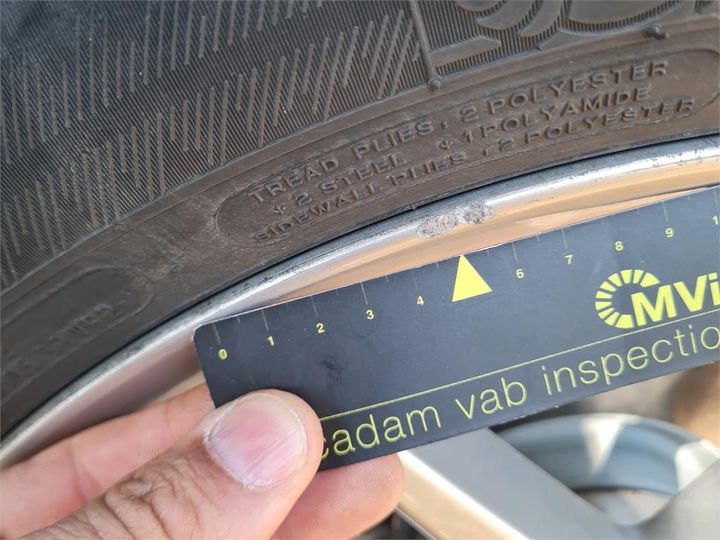 TREAD PLIES: 2 POLYESTER
+ 2 STEEL + 1 POLYAMIDE
SIDEWALL PLIES: 2 POLYESTER
0 1 2 3 4 6 7 8 9 1
MVi
cadam vab inspectio